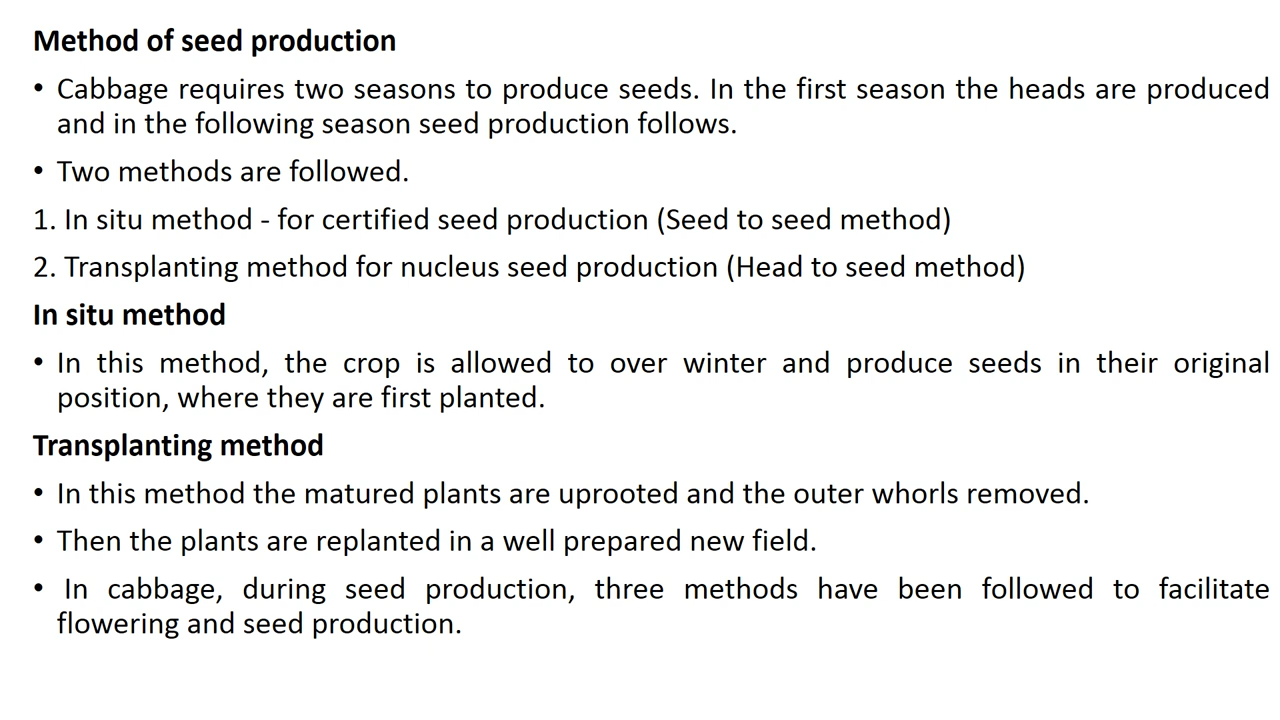 Method of seed production
• Cabbage requires two seasons to produce seeds. In the first season the heads are produced
and in the following season seed production follows.
• Two methods are followed.
1. In situ method - for certified seed production (Seed to seed method)
2. Transplanting method for nucleus seed production (Head to seed method)
In situ method
• In this method, the crop is allowed to over winter and produce seeds in their original
position, where they are first planted.
Transplanting method
• In this method the matured plants are uprooted and the outer whorls removed.
• Then the plants are replanted in a well prepared new field.
• In cabbage, during seed production, three methods have been followed to facilitate
flowering and seed production.